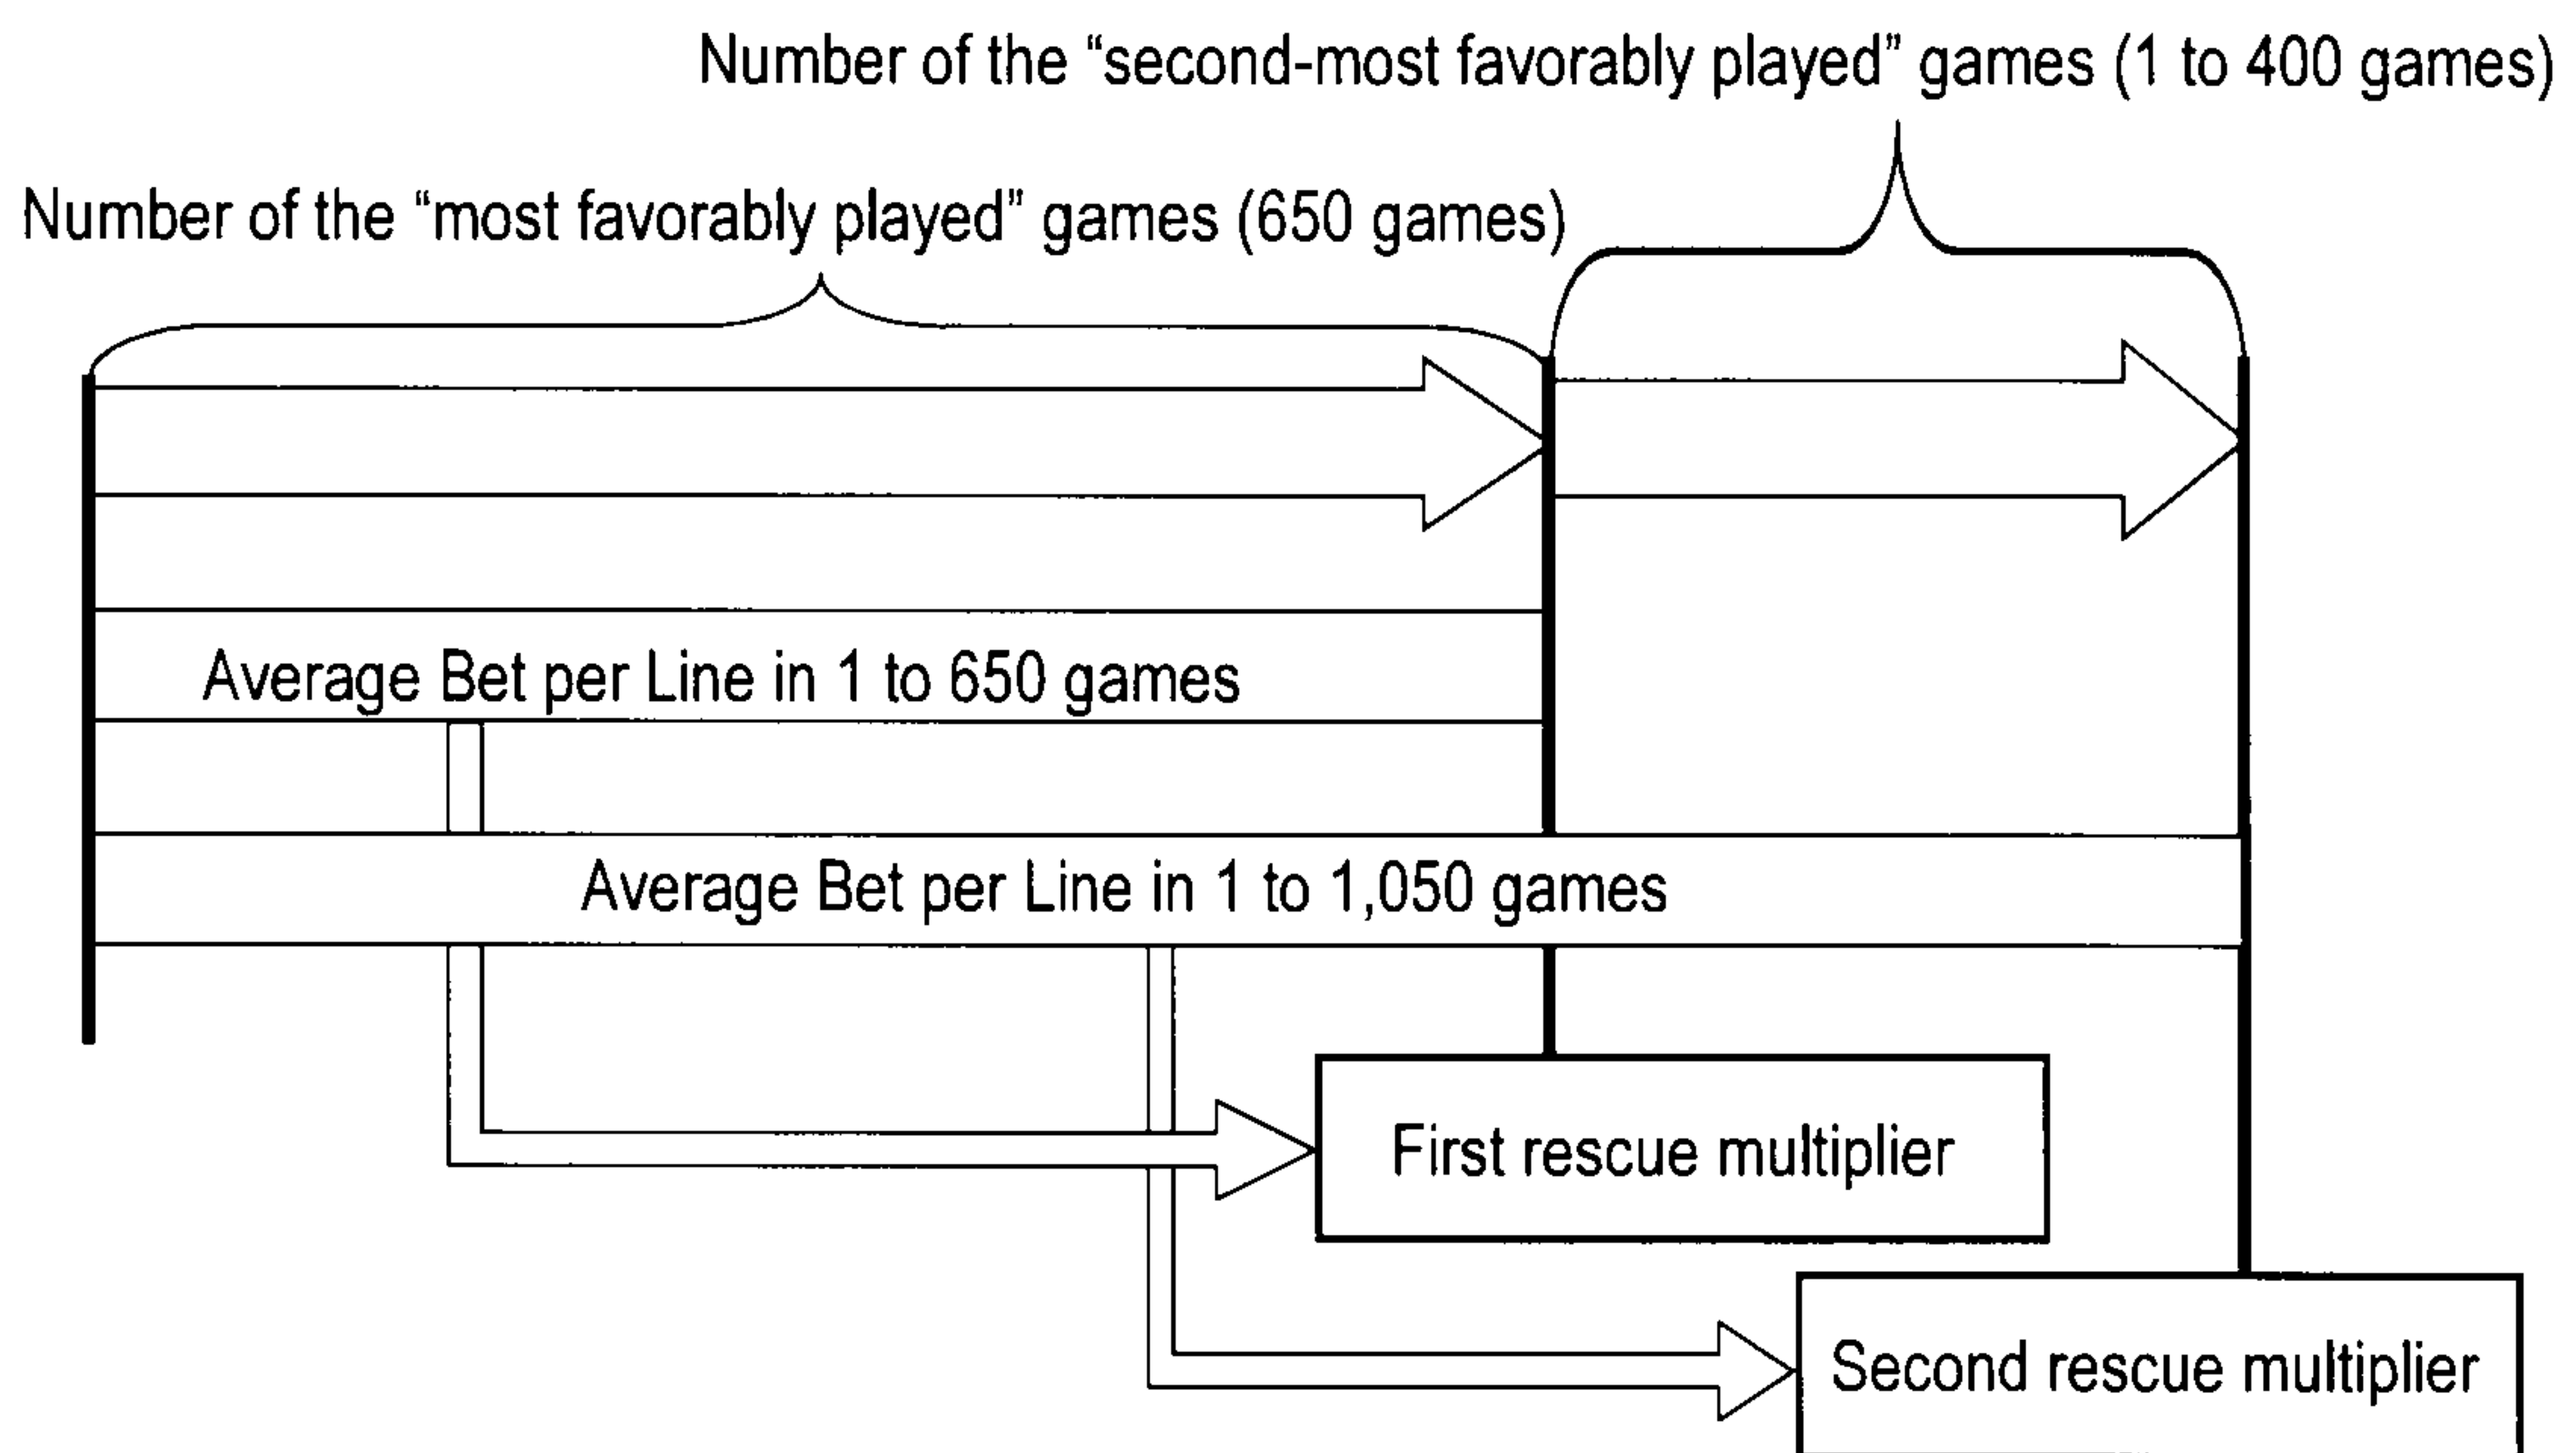 Number of the “second-most favorably played” games (1 to 400 games)
Number of the “most favorably played” games (650 games)
Average Bet per Line in 1 to 650 games
Average Bet per Line in 1 to 1,050 games
First rescue multiplier
Second rescue multiplier